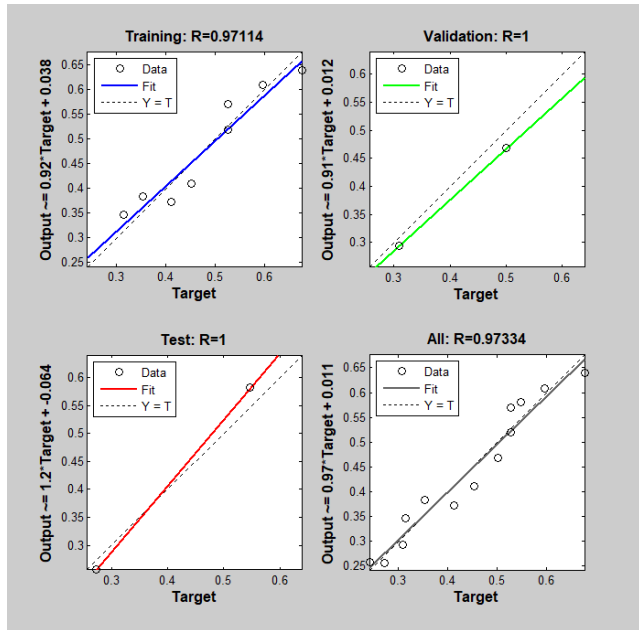 Training: R=0.97114
Output ~= 0.92*Target + 0.038
Data
Fit
Y = T
0.65
0.6
0.55
0.5
0.45
0.4
0.35
0.3
0.25
0.3 0.4 0.5 0.6
Target
Validation: R=1
Output ~= 0.91*Target + 0.012
Data
Fit
Y = T
0.6
0.55
0.5
0.45
0.4
0.35
0.3
0.3 0.4 0.5 0.6
Target
Test: R=1
Output ~= 1.2*Target + -0.064
Data
Fit
Y = T
0.6
0.55
0.5
0.45
0.4
0.35
0.3
0.3 0.4 0.5 0.6
Target
All: R=0.97334
Output ~= 0.97*Target + 0.011
Data
Fit
Y = T
0.65
0.6
0.55
0.5
0.45
0.4
0.35
0.3
0.25
0.3 0.4 0.5 0.6
Target